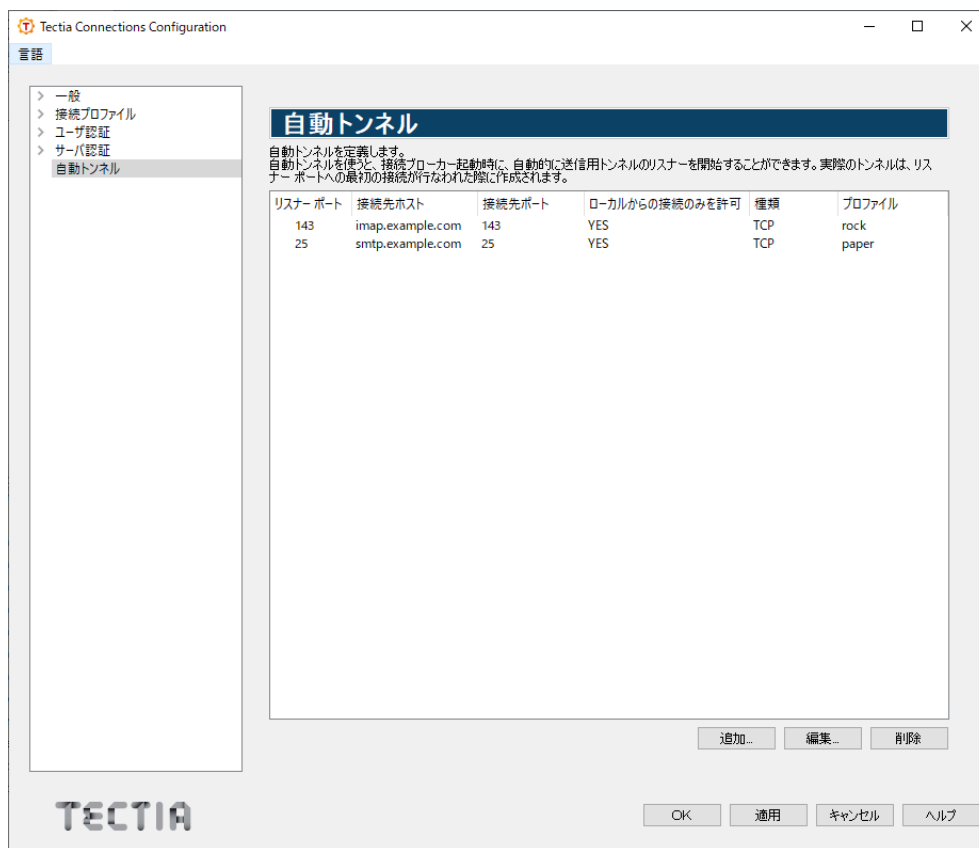 Tectia Connections Configuration
言語
一般
接続プロファイル
ユーザ認証
サーバ認証
自動トンネル
自動トンネル
自動トンネルを定義します。
自動トンネルを使うと、接続ブローカー起動時に、自動的に送信用トンネルのリスナーを開始することができます。実際のトンネルは、リス
ナー ポートへの最初の接続が行なわれた際に作成されます。
リスナー ポート 接続先ホスト 接続先ポート ローカルからの接続のみを許可 種類 プロファイル
143 imap.example.com 143 YES TCP rock
25 smtp.example.com 25 YES TCP paper
追加... 編集... 削除
TECTIA
OK 適用 キャンセル ヘルプ